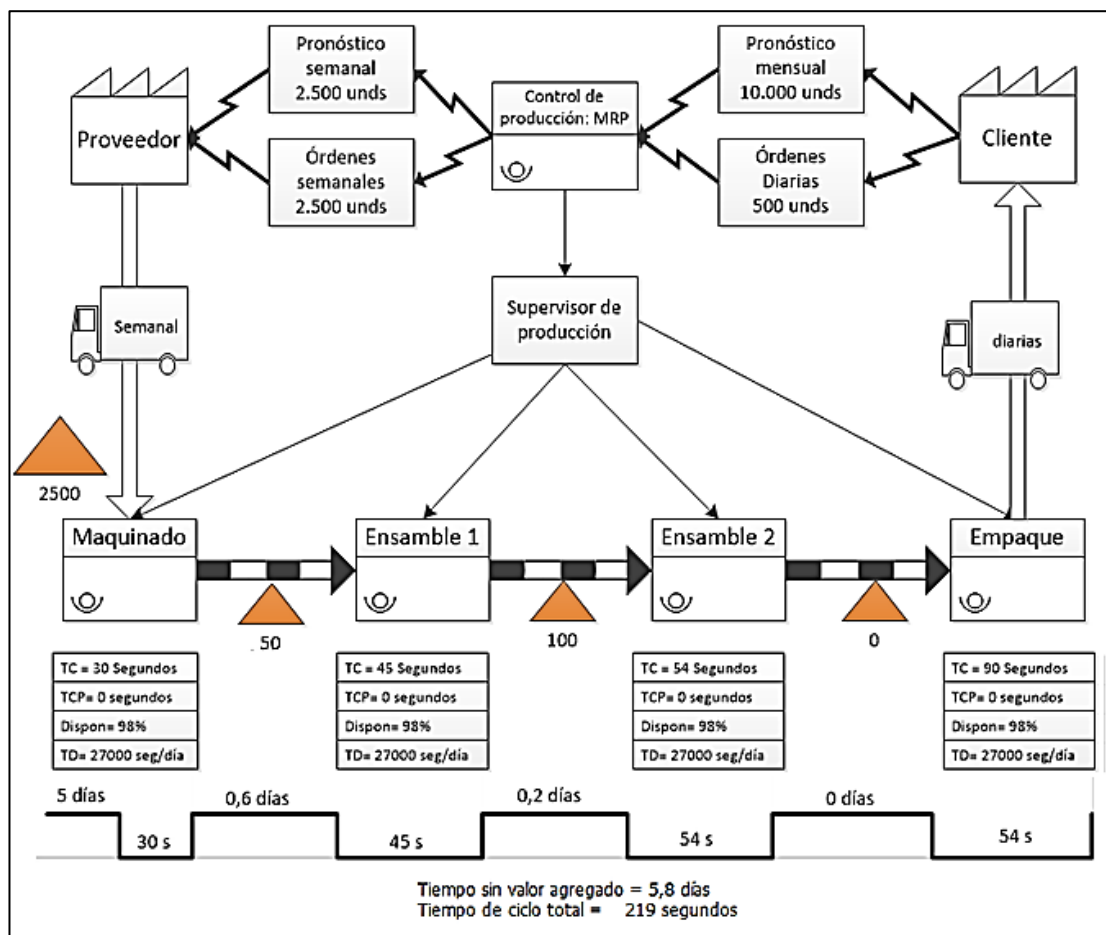 Pronóstico
semanal
2.500 unds
Pronóstico
mensual
10.000 unds
Control de
producción: MRP
Proveedor
Cliente
Órdenes
semanales
2.500 unds
Órdenes
Diarias
500 unds
Semanal
Supervisor de
producción
diarias
2500
Maquinado
Ensamble 1
Ensamble 2
Empaque
. 50
100
0
TC = 30 Segundos
TCP= 0 segundos
Dispon= 98%
TD= 27000 seg/día
TC = 45 Segundos
TCP= 0 segundos
Dispon= 98%
TD= 27000 seg/día
TC = 54 Segundos
TCP= 0 segundos
Dispon= 98%
TD= 27000 seg/día
TC = 90 Segundos
TCP= 0 segundos
Dispon= 98%
TD= 27000 seg/día
5 días
0,6 días
0,2 días
0 días
30 s
45 s
54 s
54 s
Tiempo sin valor agregado = 5,8 días
Tiempo de ciclo total = 219 segundos